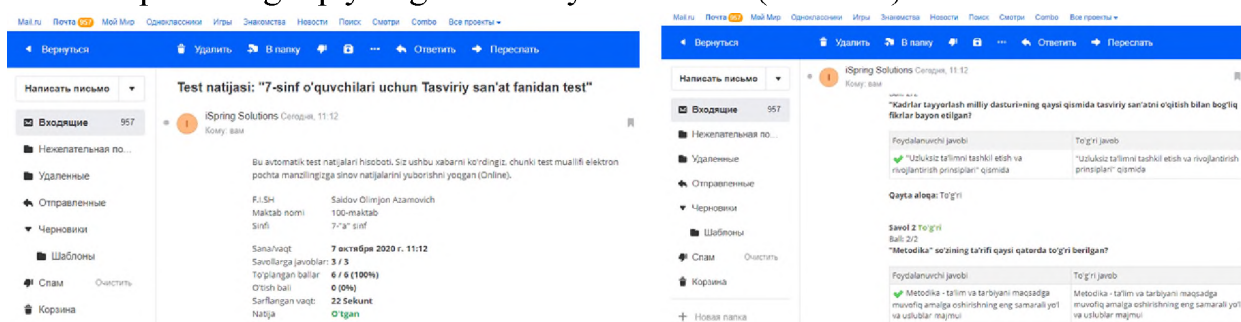 Mail.ru Почта 957 Мой Мир Одноклассники Игры Знакомства Новости Поиск Смотри Combo Все проекты
Вернуться Удалить В папку Ответить Переслать
Написать письмо
Входящие 957
Нежелательная по...
Удаленные
Отправленные
Черновики
Шаблоны
Спам Очистить
Корзина
Test natijasi: "7-sinf o'quvchilari uchun Tasviriy san'at fanidan test"
iSpring Solutions Сегодня, 11:12
Кому: вам
Bu avtomatik test natijalari hisoboti. Siz ushbu xabarni ko'rdingiz, chunki test muallifi elektron
pochta manzilingizga sinov natijalarini yuborishni yoqgan (Online).
F.I.SH Saidov Olimjon Azamovich
Maktab nomi 100-maktab
Sinfi 7-"a" sinf
Sana/vaqt 7 октября 2020 г. 11:12
Savollarga javoblar: 3 / 3
To'plangan ballar 6 / 6 (100%)
O'tish bali 0 (0%)
Sarflangan vaqt: 22 Sekunt
Natija O'tgan
Mail.ru Почта 957 Мой Мир Одноклассники Игры Знакомства Новости Поиск Смотри Combo Все проекты
Вернуться Удалить В папку Ответить Переслать
Написать письмо
Входящие 957
Нежелательная по...
Удаленные
Отправленные
Черновики
Шаблоны
Спам Очистить
Корзина
Новая папка
iSpring Solutions Сегодня, 11:12
Кому: вам
"Kadrlar tayyorlash milliy dasturi»ning qaysi qismida tasviriy san'atni o'qitish bilan bog'liq
fikrlar bayon etilgan?
Foydalanuvchi javobi To'g'ri javob
"Uzluksiz ta'limni tashkil etish va "Uzluksiz ta'limni tashkil etish va rivojlantirish
rivojlantirish prinsiplari" qismida prinsiplari" qismida
Qayta aloqa: To'g'ri
Savol 2 To'g'ri
Ball: 2/2
"Metodika" so'zining ta'rifi qaysi qatorda to'g'ri berilgan?
Foydalanuvchi javobi To'g'ri javob
Metodika - ta'lim va tarbiyani maqsadga Metodika - ta'lim va tarbiyani maqsadga
muvofiq amalga oshirishning eng samarali yo'l muvofiq amalga oshirishning eng samarali yo'l
va uslublar majmui va uslublar majmui